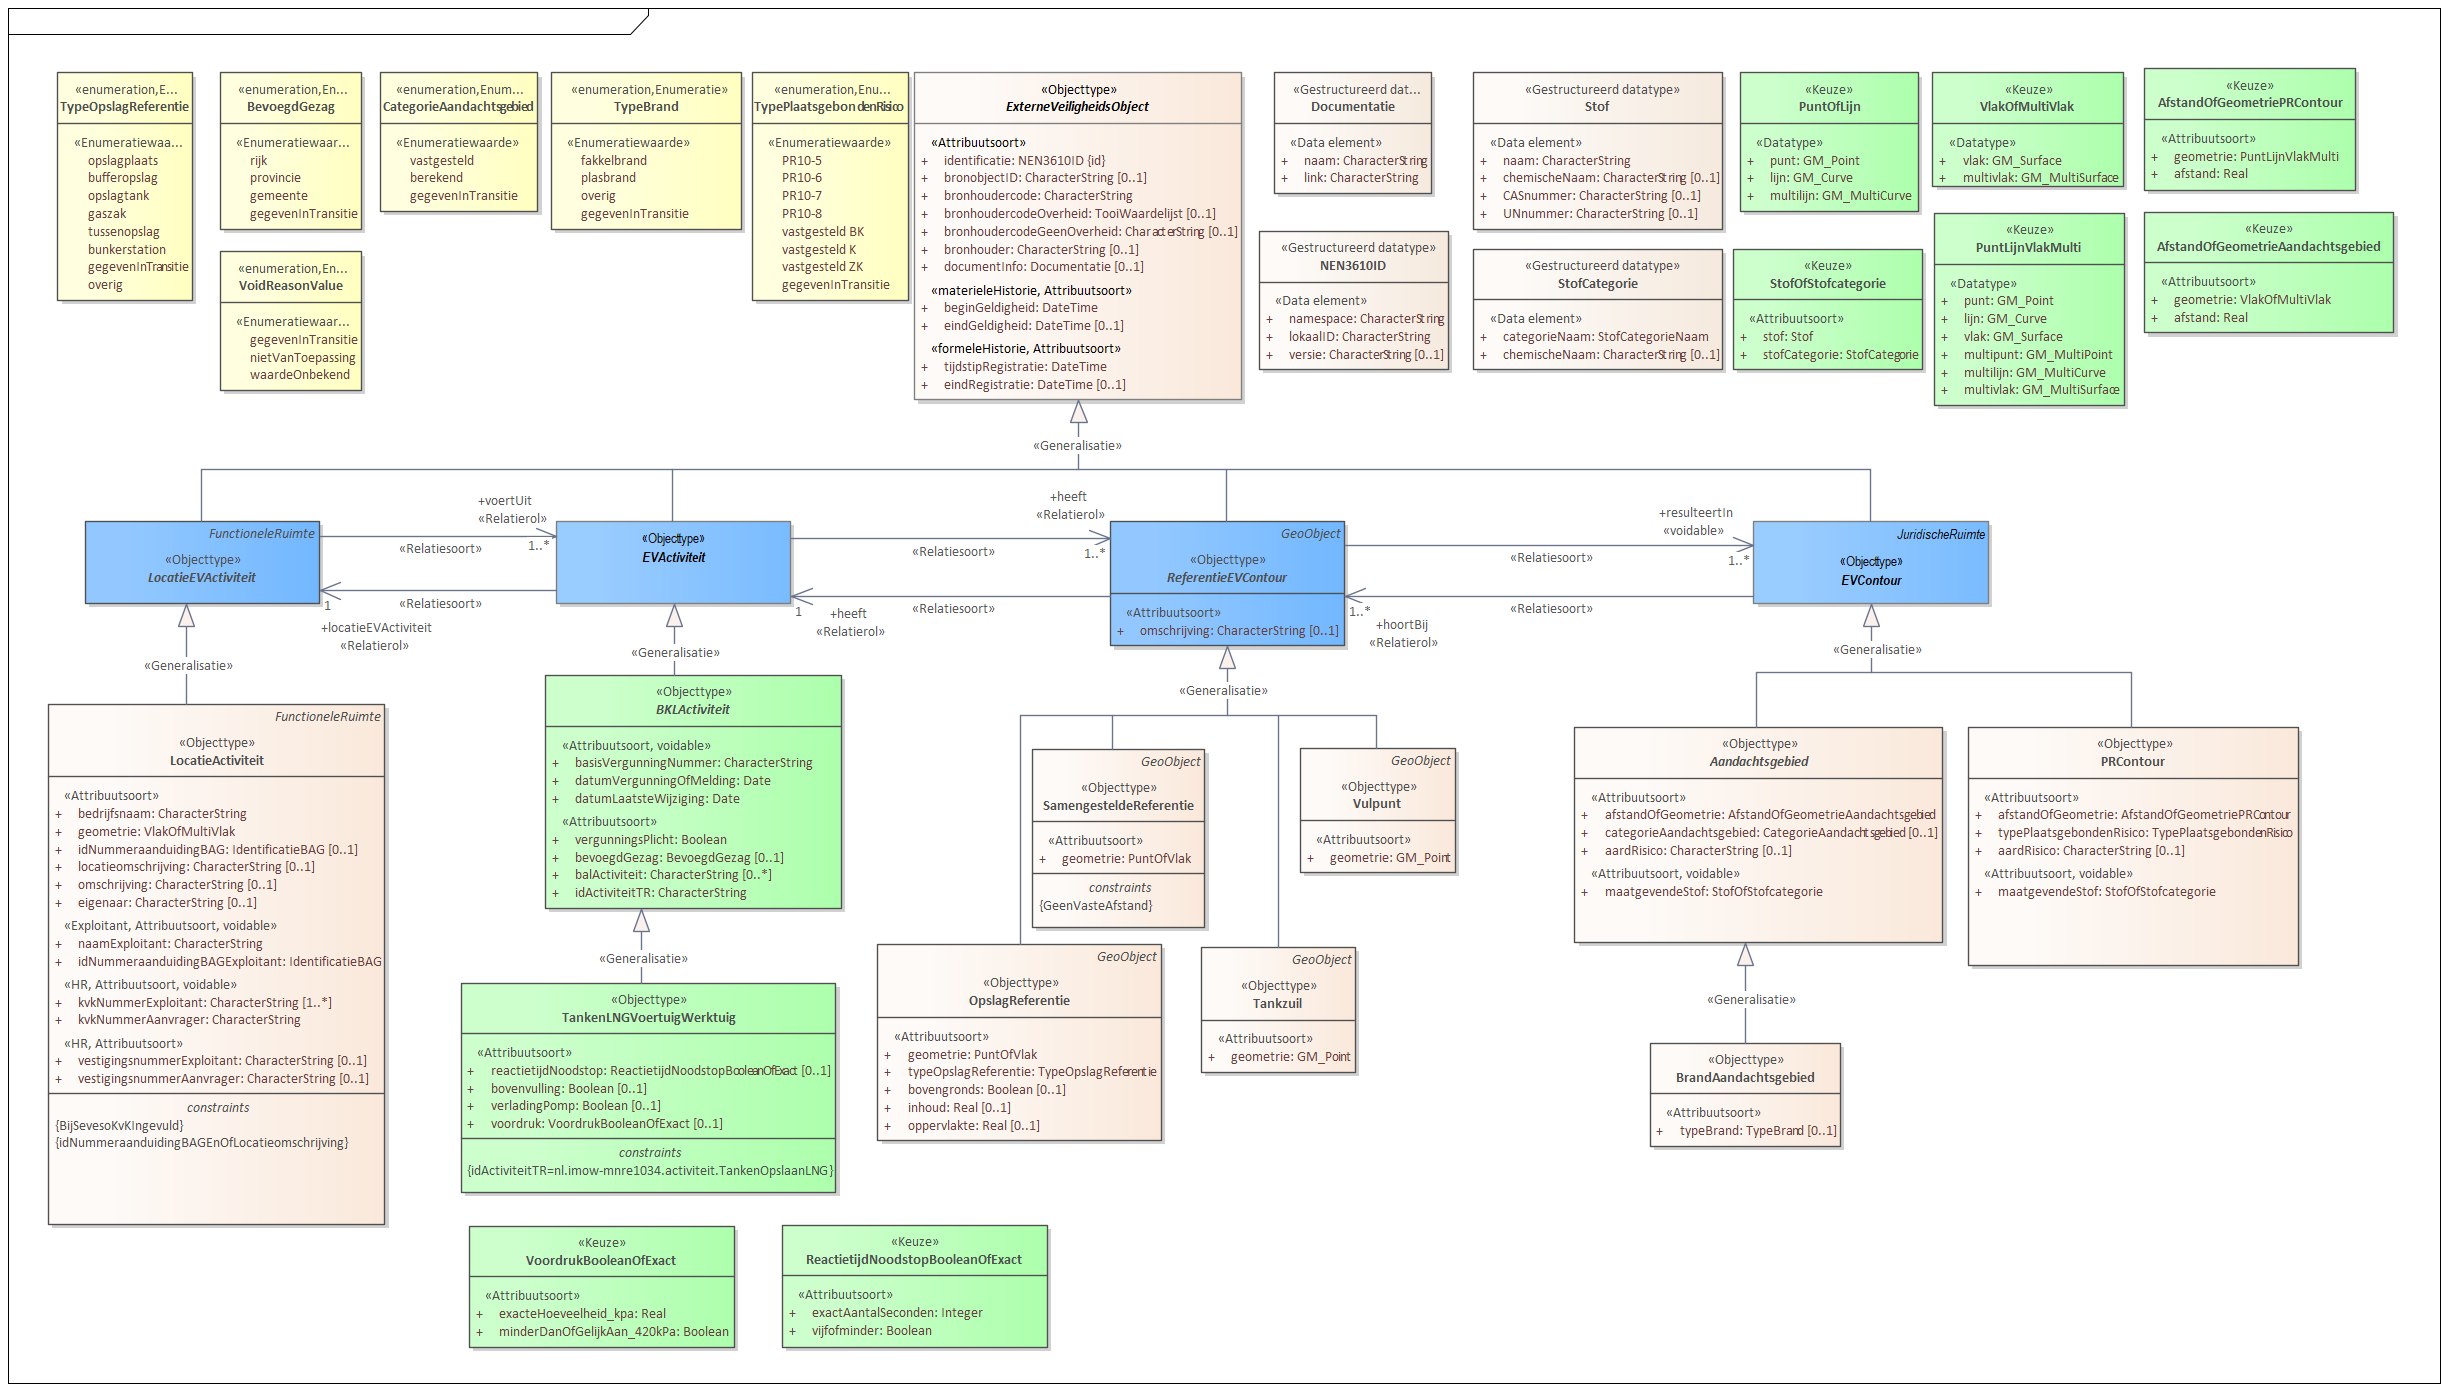 «enumeration,E...
TypeOpslagReferentie
«Enumeratiewaa...
opslagplaats
bufferopslag
opslagtank
gaszak
tussenopslag
bunkerstation
gegevenInTransitie
overig
«enumeration,En...
BevoegdGezag
«Enumeratiewaar...
rijk
provincie
gemeente
gegevenInTransitie
«enumeration,En...
VoidReasonValue
«Enumeratiewaar...
gegevenInTransitie
nietVanToepassing
waardeOnbekend
«enumeration,Enum...
CategorieAandachtsgebied
«Enumeratiewaarde»
vastgesteld
berekend
gegevenInTransitie
«enumeration,Enumeratie»
TypeBrand
«Enumeratiewaarde»
fakkelbrand
plasbrand
overig
gegevenInTransitie
«enumeration,Enu...
TypePlaatsgebondenRisico
«Enumeratiewaarde»
PR10-5
PR10-6
PR10-7
PR10-8
vastgesteld BK
vastgesteld K
vastgesteld ZK
gegevenInTransitie
«Objecttype»
ExterneVeiligheidsObject
«Attribuutsoort»
+ identificatie: NEN3610ID {id}
+ bronobjectID: CharacterString [0..1]
+ bronhoudercode: CharacterString
+ bronhoudercodeOverheid: TooiWaardelijst [0..1]
+ bronhoudercodeGeenOverheid: CharacterString [0..1]
+ bronhouder: CharacterString [0..1]
+ documentInfo: Documentatie [0..1]
«materieleHistorie, Attribuutsoort»
+ beginGeldigheid: DateTime
+ eindGeldigheid: DateTime [0..1]
«formeleHistorie, Attribuutsoort»
+ tijdstipRegistratie: DateTime
+ eindRegistratie: DateTime [0..1]
«Gestructureerd dat...
Documentatie
«Data element»
+ naam: CharacterString
+ link: CharacterString
«Gestructureerd datatype»
NEN3610ID
«Data element»
+ namespace: CharacterString
+ lokaalID: CharacterString
+ versie: CharacterString [0..1]
«Gestructureerd datatype»
Stof
«Data element»
+ naam: CharacterString
+ chemischeNaam: CharacterString [0..1]
+ CASnummer: CharacterString [0..1]
+ UNnummer: CharacterString [0..1]
«Gestructureerd datatype»
StofCategorie
«Data element»
+ categorieNaam: StofCategorieNaam
+ chemischeNaam: CharacterString [0..1]
«Keuze»
PuntOfLijn
«Datatype»
+ punt: GM_Point
+ lijn: GM_Curve
+ multilijn: GM_MultiCurve
«Keuze»
StofOfStofcategorie
«Attribuutsoort»
+ stof: Stof
+ stofCategorie: StofCategorie
«Keuze»
VlakOfMultiVlak
«Datatype»
+ vlak: GM_Surface
+ multivlak: GM_MultiSurface
«Keuze»
PuntLijnVlakMulti
«Datatype»
+ punt: GM_Point
+ lijn: GM_Curve
+ vlak: GM_Surface
+ multipunt: GM_MultiPoint
+ multilijn: GM_MultiCurve
+ multivlak: GM_MultiSurface
«Keuze»
AfstandOfGeometriePRContour
«Attribuutsoort»
+ geometrie: PuntLijnVlakMulti
+ afstand: Real
«Keuze»
AfstandOfGeometrieAandachtsgebied
«Attribuutsoort»
+ geometrie: VlakOfMultiVlak
+ afstand: Real
«Generalisatie»
FunctioneleRuimte
«Objecttype»
LocatieEVActiviteit
+voertUit
«Relatierol»
1..*
«Relatiesoort»
«Relatiesoort»
1
+locatieEVActiviteit
«Relatierol»
«Objecttype»
EVActiviteit
+heeft
«Relatierol»
1..*
«Relatiesoort»
«Relatiesoort»
1
+heeft
«Relatierol»
GeoObject
«Objecttype»
ReferentieEVContour
«Attribuutsoort»
+ omschrijving: CharacterString [0..1]
+resulteertIn
«voidable»
1..*
«Relatiesoort»
«Relatiesoort»
1..*
+hoortBij
«Relatierol»
JuridischeRuimte
«Objecttype»
EVContour
«Generalisatie»
«Generalisatie»
«Generalisatie»
«Generalisatie»
FunctioneleRuimte
«Objecttype»
LocatieActiviteit
«Attribuutsoort»
+ bedrijfsnaam: CharacterString
+ geometrie: VlakOfMultiVlak
+ idNummeraanduidingBAG: IdentificatieBAG [0..1]
+ locatieomschrijving: CharacterString [0..1]
+ omschrijving: CharacterString [0..1]
+ eigenaar: CharacterString [0..1]
«Exploitant, Attribuutsoort, voidable»
+ naamExploitant: CharacterString
+ idNummeraanduidingBAGExploitant: IdentificatieBAG
«HR, Attribuutsoort, voidable»
+ kvkNummerExploitant: CharacterString [1..*]
+ kvkNummerAanvrager: CharacterString
«HR, Attribuutsoort»
+ vestigingsnummerExploitant: CharacterString [0..1]
+ vestigingsnummerAanvrager: CharacterString [0..1]
constraints
{BijSevesoKvKIngevuld}
{idNummeraanduidingBAGEnOfLocatieomschrijving}
«Objecttype»
BKLActiviteit
«Attribuutsoort, voidable»
+ basisVergunningNummer: CharacterString
+ datumVergunningOfMelding: Date
+ datumLaatsteWijziging: Date
«Attribuutsoort»
+ vergunningsPlicht: Boolean
+ bevoegdGezag: BevoegdGezag [0..1]
+ balActiviteit: CharacterString [0..*]
+ idActiviteitTR: CharacterString
«Generalisatie»
«Objecttype»
TankenLNGVoertuigWerktuig
«Attribuutsoort»
+ reactietijdNoodstop: ReactietijdNoodstopBooleanOfExact [0..1]
+ bovenvulling: Boolean [0..1]
+ verladingPomp: Boolean [0..1]
+ voordruk: VoordrukBooleanOfExact [0..1]
constraints
{idActiviteitTR=nl.imow-mnre1034.activiteit.TankenOpslaanLNG}
GeoObject
«Objecttype»
SamengesteldeReferentie
«Attribuutsoort»
+ geometrie: PuntOfVlak
constraints
{GeenVasteAfstand}
GeoObject
«Objecttype»
Vulpunt
«Attribuutsoort»
+ geometrie: GM_Point
GeoObject
«Objecttype»
OpslagReferentie
«Attribuutsoort»
+ geometrie: PuntOfVlak
+ typeOpslagReferentie: TypeOpslagReferentie
+ bovengronds: Boolean [0..1]
+ inhoud: Real [0..1]
+ oppervlakte: Real [0..1]
GeoObject
«Objecttype»
Tankzuil
«Attribuutsoort»
+ geometrie: GM_Point
«Objecttype»
Aandachtsgebied
«Attribuutsoort»
+ afstandOfGeometrie: AfstandOfGeometrieAandachtsgebied
+ categorieAandachtsgebied: CategorieAandachtsgebied [0..1]
+ aardRisico: CharacterString [0..1]
«Attribuutsoort, voidable»
+ maatgevendeStof: StofOfStofcategorie
«Objecttype»
PRContour
«Attribuutsoort»
+ afstandOfGeometrie: AfstandOfGeometriePRContour
+ typePlaatsgebondenRisico: TypePlaatsgebondenRisico
+ aardRisico: CharacterString [0..1]
«Attribuutsoort, voidable»
+ maatgevendeStof: StofOfStofcategorie
«Generalisatie»
«Objecttype»
BrandAandachtsgebied
«Attribuutsoort»
+ typeBrand: TypeBrand [0..1]
«Keuze»
VoordrukBooleanOfExact
«Attribuutsoort»
+ exacteHoeveelheid_kpa: Real
+ minderDanOfGelijkAan_420kPa: Boolean
«Keuze»
ReactietijdNoodstopBooleanOfExact
«Attribuutsoort»
+ exactAantalSeconden: Integer
+ vijfofminder: Boolean